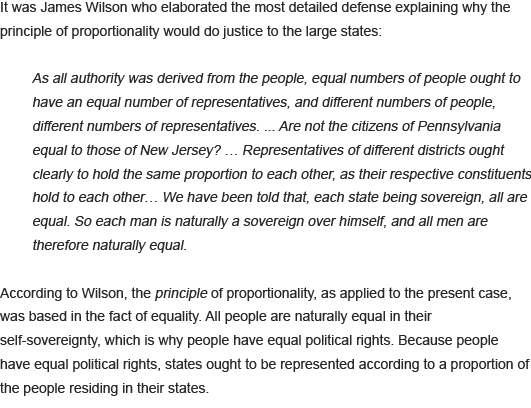 It was James Wilson who elaborated the most detailed defense explaining why the
principle of proportionality would do justice to the large states:
As all authority was derived from the people, equal numbers of people ought to
have an equal number of representatives, and different numbers of people,
different numbers of representatives. ... Are not the citizens of Pennsylvania
equal to those of New Jersey? … Representatives of different districts ought
clearly to hold the same proportion to each other, as their respective constituents
hold to each other… We have been told that, each state being sovereign, all are
equal. So each man is naturally a sovereign over himself, and all men are
therefore naturally equal.
According to Wilson, the principle of proportionality, as applied to the present case,
was based in the fact of equality. All people are naturally equal in their
self-sovereignty, which is why people have equal political rights. Because people
have equal political rights, states ought to be represented according to a proportion of
the people residing in their states.